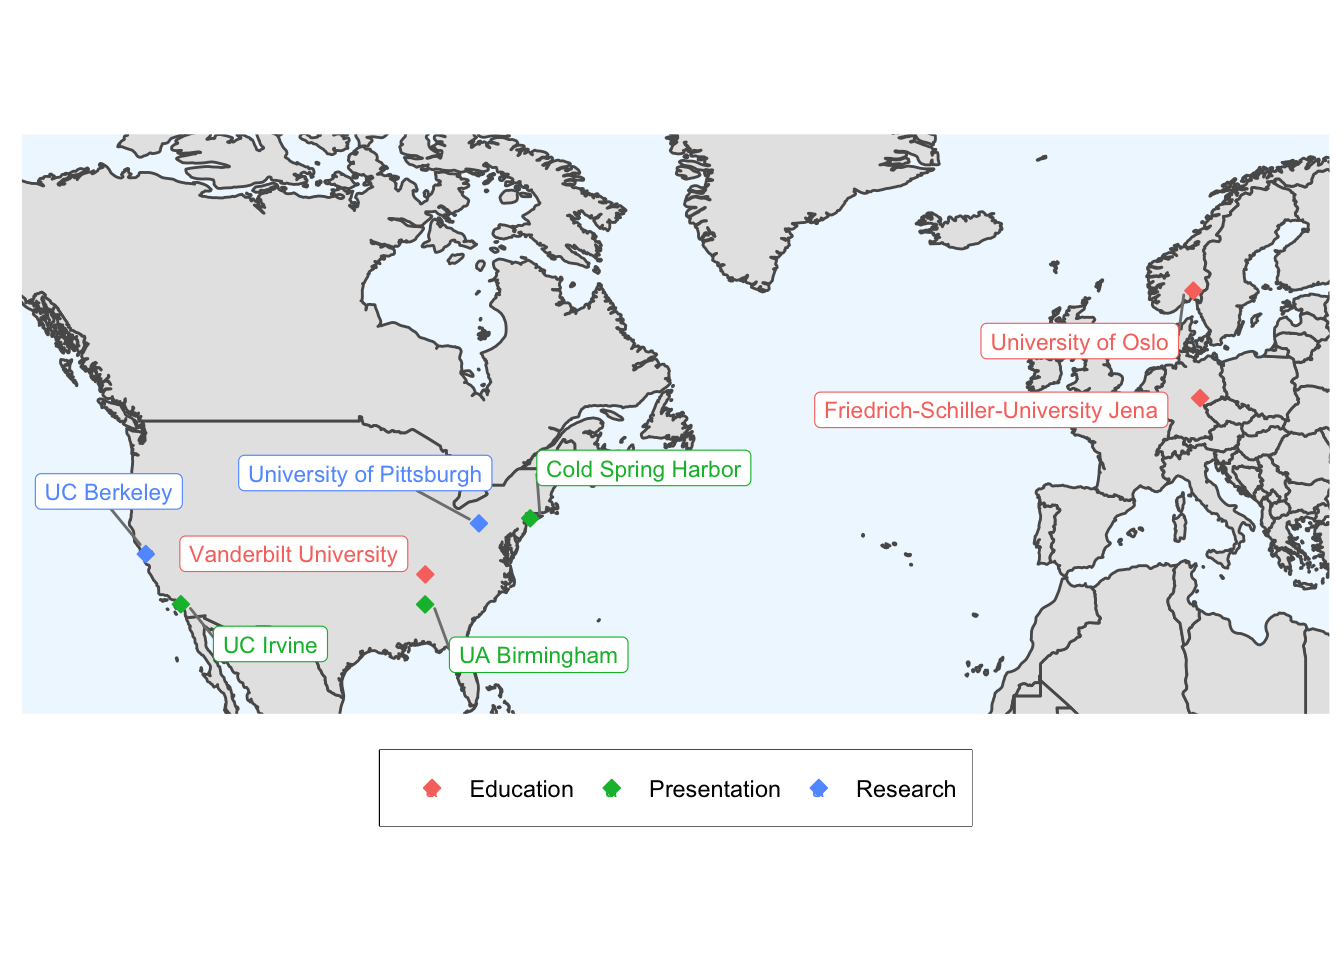 University of Oslo
Friedrich-Schiller-University Jena
Cold Spring Harbor
University of Pittsburgh
UC Berkeley
Vanderbilt University
UC Irvine
UA Birmingham
Education
Presentation
Research